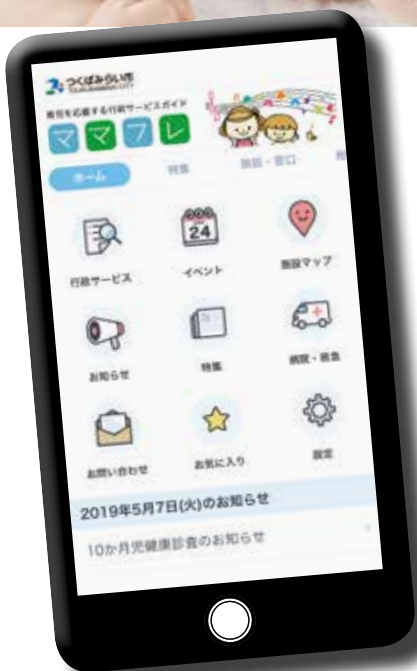 つくばみらい市
TSUKUBAMIRAI CITY
育児を応援する行政サービスガイド
ママフレ
ホーム 特集 施設・窓口
24
行政サービス イベント 施設マップ
お知らせ 特集 病院・救急
お問い合わせ お気に入り 設定
2019年5月7日(火)のお知らせ
10か月児健康診査のお知らせ